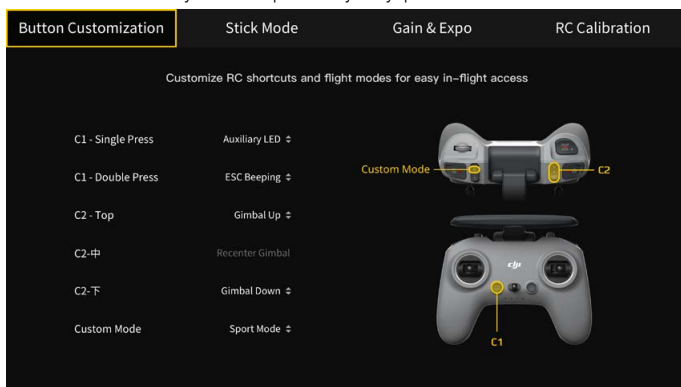 Button Customization Stick Mode Gain & Expo RC Calibration
Customize RC shortcuts and flight modes for easy in-flight access
C1 - Single Press Auxiliary LED
C1 - Double Press ESC Beeping
Custom Mode C2
C2 - Top Gimbal Up
C2-中 Recenter Gimbal
dji
C2-下 Gimbal Down
Custom Mode Sport Mode
C1